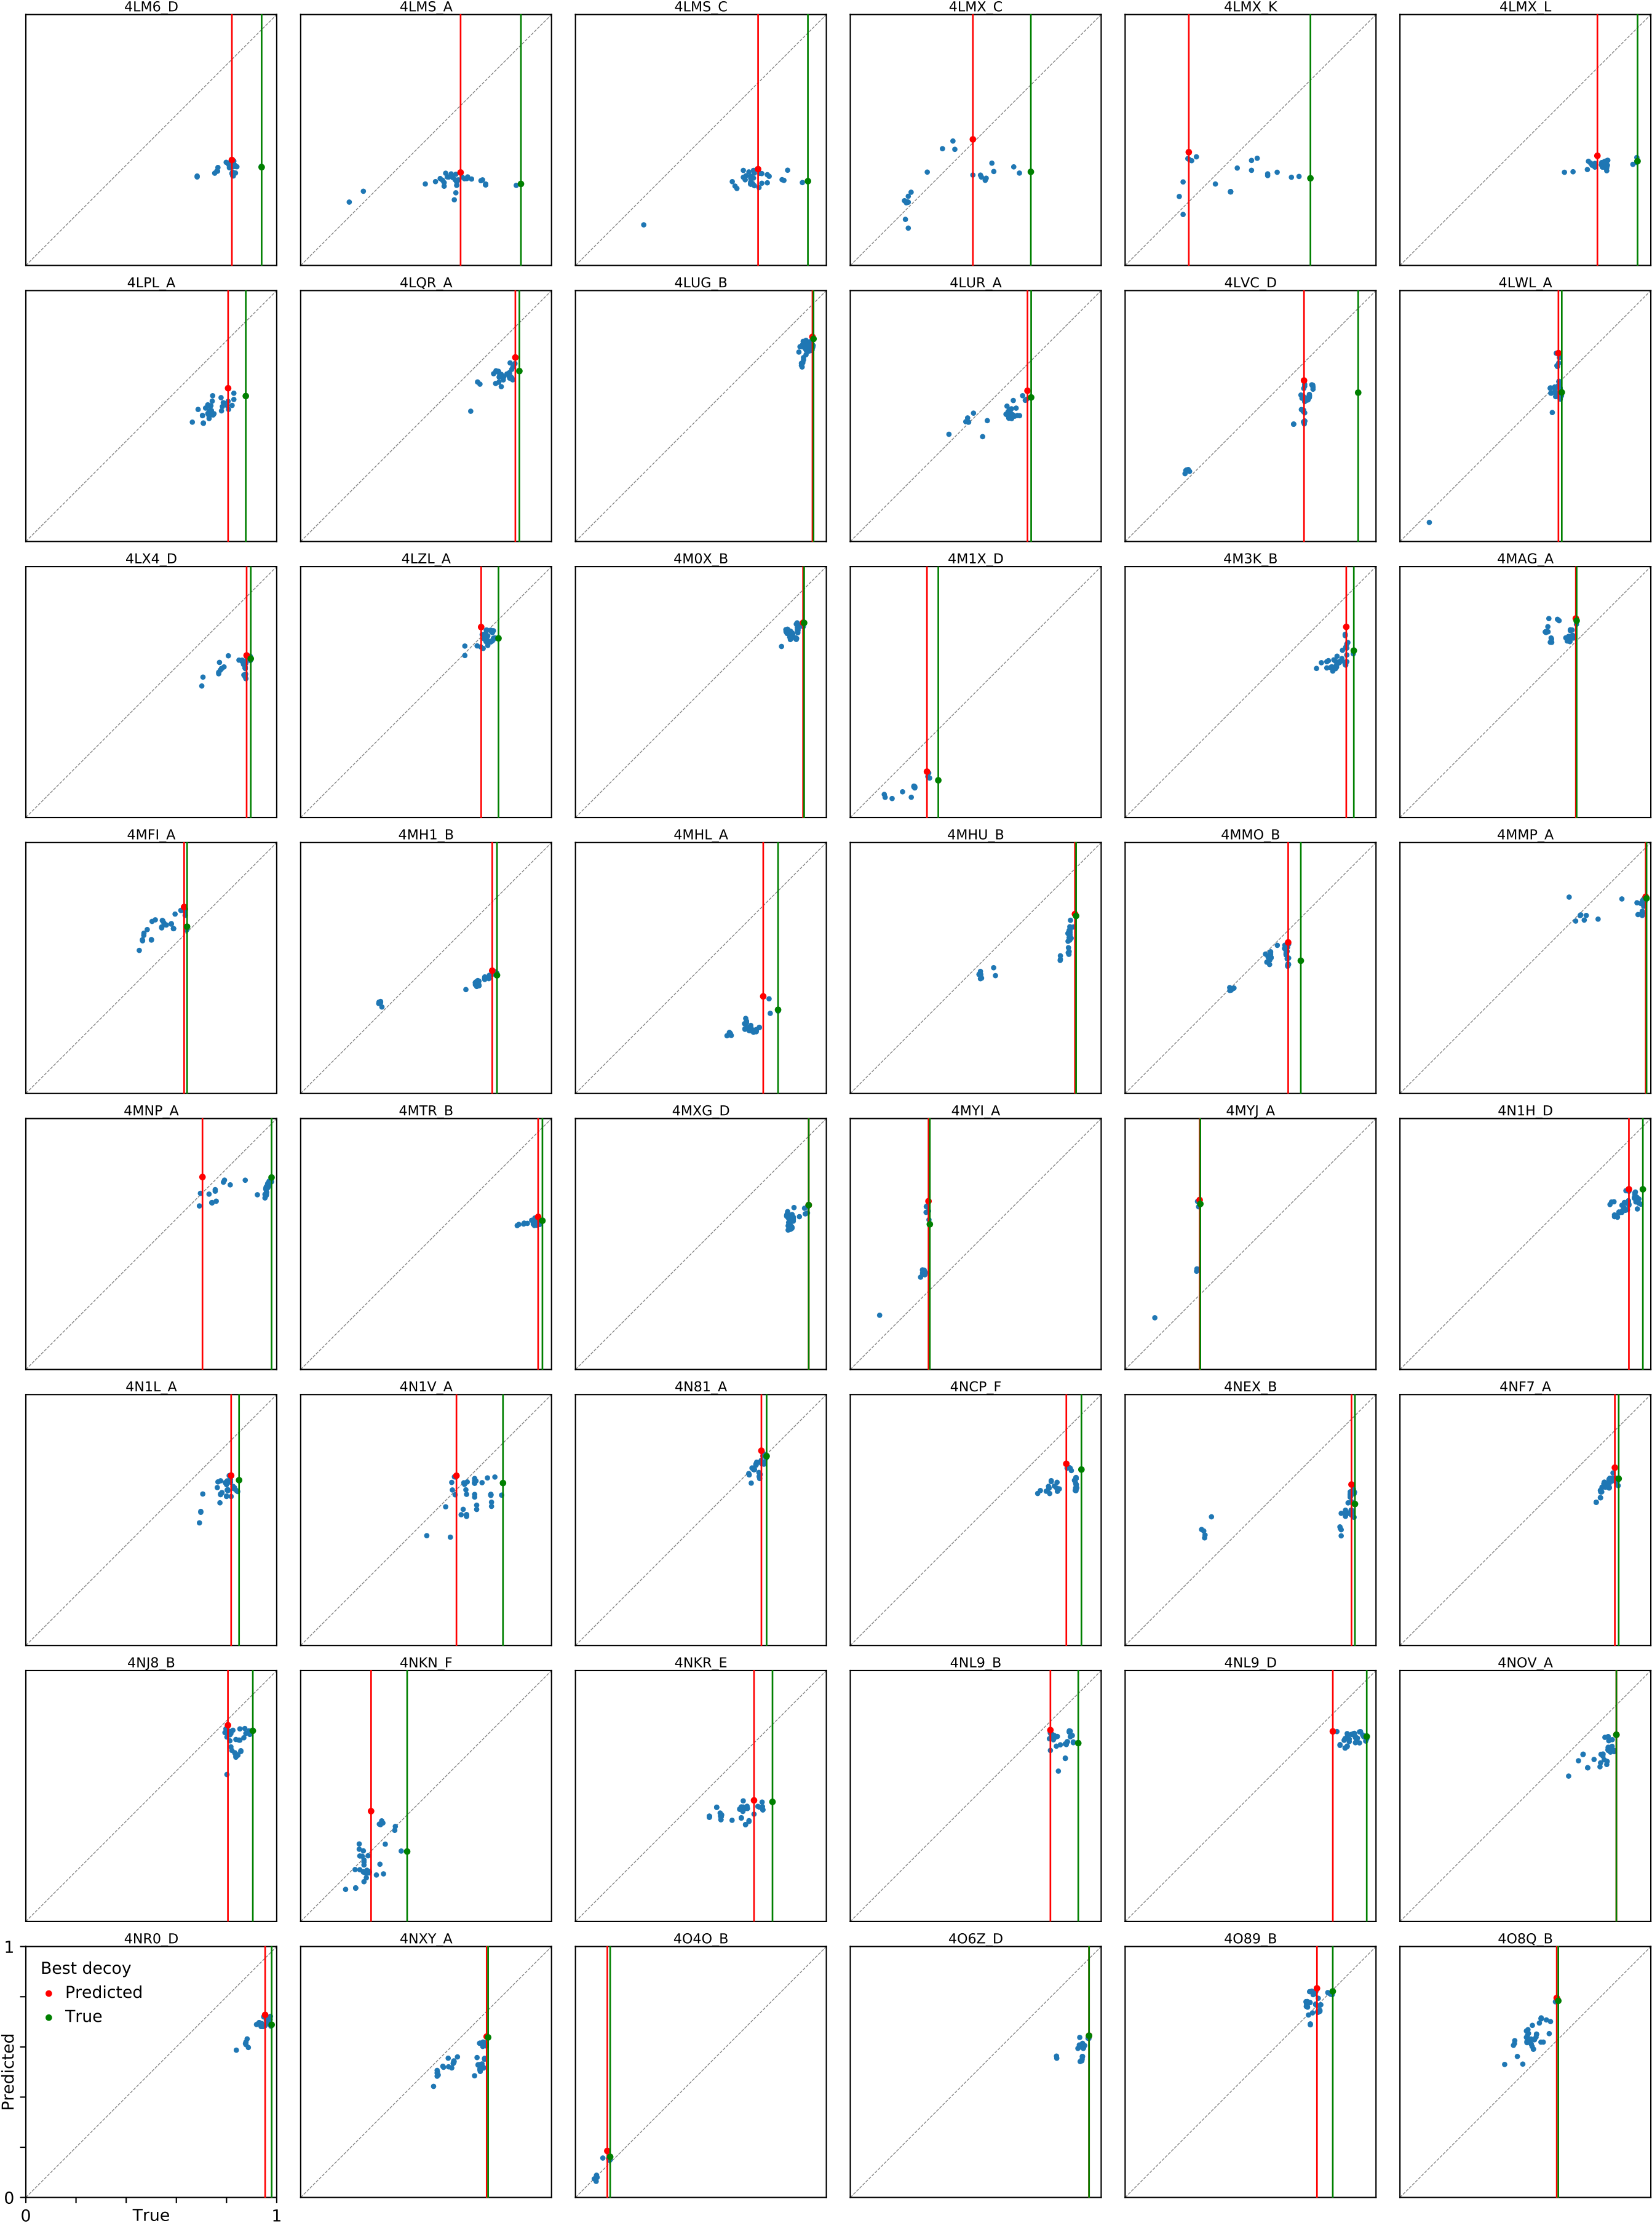 4LM6_D 4LMS_A 4LMS_C 4LMX_C 4LMX_K 4LMX_L
4LPL_A 4LQR_A 4LUG_B 4LUR_A 4LVC_D 4LWL_A
4LX4_D 4LZL_A 4M0X_B 4M1X_D 4M3K_B 4MAG_A
4MFI_A 4MH1_B 4MHL_A 4MHU_B 4MMO_B 4MMP_A
4MNP_A 4MTR_B 4MXG_D 4MYI_A 4MYJ_A 4N1H_D
4N1L_A 4N1V_A 4N81_A 4NCP_F 4NEX_B 4NF7_A
4NJ8_B 4NKN_F 4NKR_E 4NL9_B 4NL9_D 4NOV_A
4NR0_D 4NXY_A 4O4O_B 4O6Z_D 4O89_B 4O8Q_B
1
Best decoy
Predicted
True
Predicted
0
0 True 1